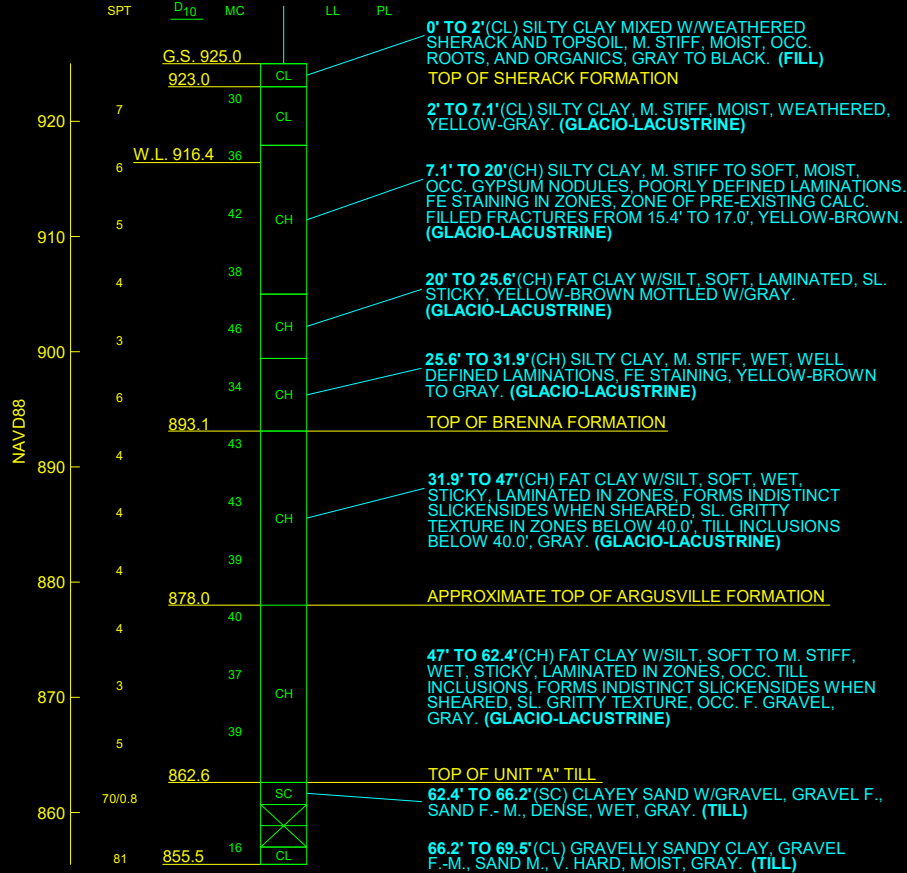 SPT D10 MC LL PL
0' TO 2'(CL) SILTY CLAY MIXED W/WEATHERED
SHERACK AND TOPSOIL, M. STIFF, MOIST, OCC.
ROOTS, AND ORGANICS, GRAY TO BLACK. (FILL)
G.S. 925.0
CL
923.0
TOP OF SHERACK FORMATION
30
7
920
CL
2' TO 7.1'(CL) SILTY CLAY, M. STIFF, MOIST, WEATHERED,
YELLOW-GRAY. (GLACIO-LACUSTRINE)
W.L. 916.4
36
6
7.1' TO 20'(CH) SILTY CLAY, M. STIFF TO SOFT, MOIST,
OCC. GYPSUM NODULES, POORLY DEFINED LAMINATIONS.
FE STAINING IN ZONES, ZONE OF PRE-EXISTING CALC.
FILLED FRACTURES FROM 15.4' TO 17.0', YELLOW-BROWN.
(GLACIO-LACUSTRINE)
42
CH
5
910
38
4
20' TO 25.6'(CH) FAT CLAY W/SILT, SOFT, LAMINATED, SL.
STICKY, YELLOW-BROWN MOTTLED W/GRAY.
(GLACIO-LACUSTRINE)
46
CH
3
900
25.6' TO 31.9'(CH) SILTY CLAY, M. STIFF, WET, WELL
DEFINED LAMINATIONS, FE STAINING, YELLOW-BROWN
TO GRAY. (GLACIO-LACUSTRINE)
34
CH
6
NAVD88
893.1
TOP OF BRENNA FORMATION
43
4
890
31.9' TO 47'(CH) FAT CLAY W/SILT, SOFT, WET,
STICKY, LAMINATED IN ZONES, FORMS INDISTINCT
SLICKENSIDES WHEN SHEARED, SL. GRITTY
TEXTURE IN ZONES BELOW 40.0', TILL INCLUSIONS
BELOW 40.0', GRAY. (GLACIO-LACUSTRINE)
43
4
CH
39
4
880
878.0
APPROXIMATE TOP OF ARGUSVILLE FORMATION
40
4
47' TO 62.4'(CH) FAT CLAY W/SILT, SOFT TO M. STIFF,
WET, STICKY, LAMINATED IN ZONES, OCC. TILL
INCLUSIONS, FORMS INDISTINCT SLICKENSIDES WHEN
SHEARED, SL. GRITTY TEXTURE, OCC. F. GRAVEL,
GRAY. (GLACIO-LACUSTRINE)
37
3
CH
870
39
5
862.6
TOP OF UNIT "A" TILL
SC
70/0.8
62.4' TO 66.2'(SC) CLAYEY SAND W/GRAVEL, GRAVEL F.,
SAND F.- M., DENSE, WET, GRAY. (TILL)
860
16
66.2' TO 69.5'(CL) GRAVELLY SANDY CLAY, GRAVEL
F.-M., SAND M., V. HARD, MOIST, GRAY. (TILL)
81
855.5
CL